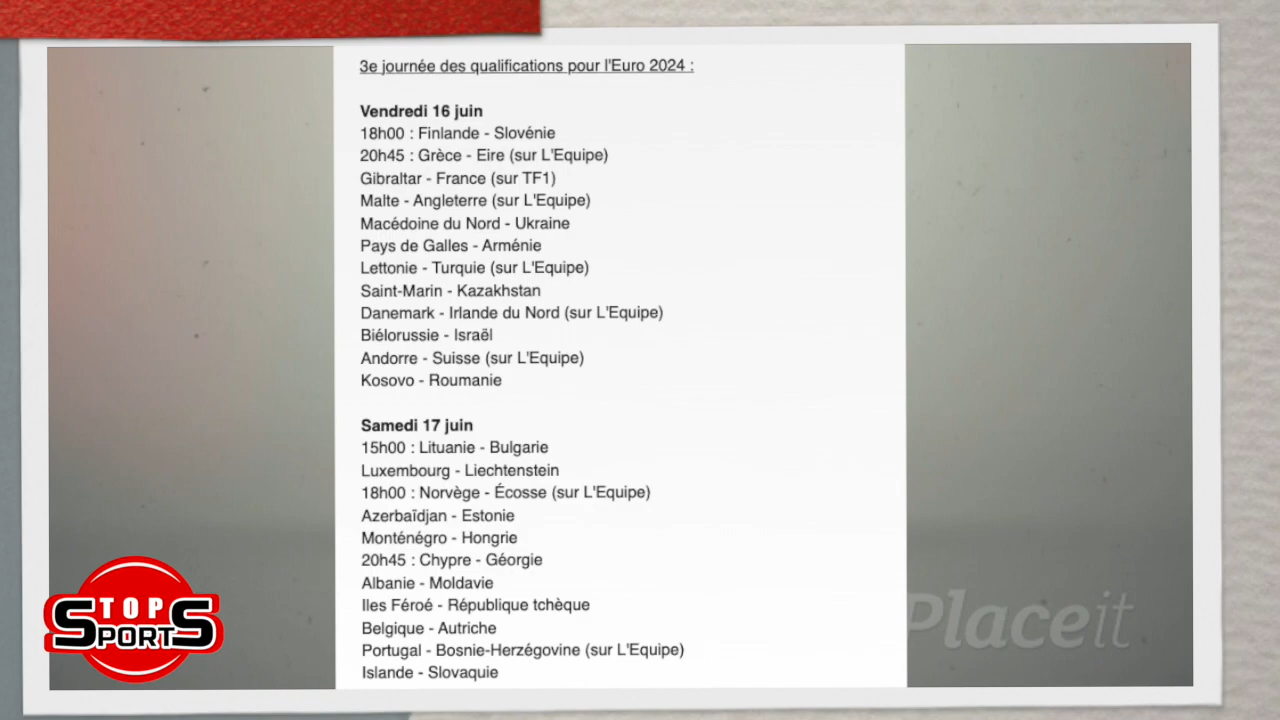 3e journée des qualifications pour l'Euro 2024 :
Vendredi 16 juin
18h00 : Finlande - Slovénie
20h45 : Grèce - Eire (sur L'Equipe)
Gibraltar - France (sur TF1)
Malte - Angleterre (sur L'Equipe)
Macédoine du Nord - Ukraine
Pays de Galles - Arménie
Lettonie - Turquie (sur L'Equipe)
Saint-Marin - Kazakhstan
Danemark - Irlande du Nord (sur L'Equipe)
Biélorussie - Israël
Andorre - Suisse (sur L'Equipe)
Kosovo - Roumanie
Samedi 17 juin
15h00 : Lituanie - Bulgarie
Luxembourg - Liechtenstein
18h00 : Norvège - Écosse (sur L'Equipe)
Azerbaïdjan - Estonie
Monténégro - Hongrie
20h45 : Chypre - Géorgie
Albanie - Moldavie
Iles Féroé - République tchèque
Belgique - Autriche
Portugal - Bosnie-Herzégovine (sur L'Equipe)
Islande - Slovaquie
STOP
SPORTS
Placeit